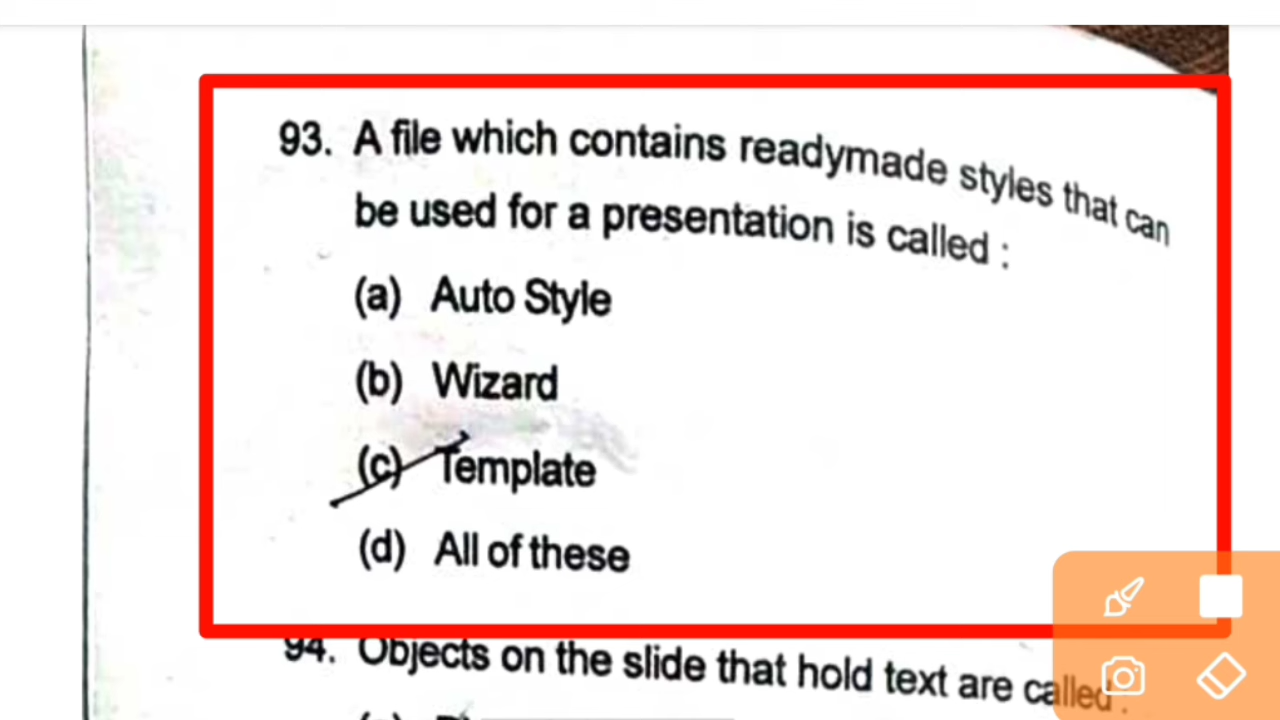 93. A file which contains readymade styles that can
be used for a presentation is called :
(a) Auto Style
(b) Wizard
(c) Template
(d) All of these
94. Objects on the slide that hold text are called